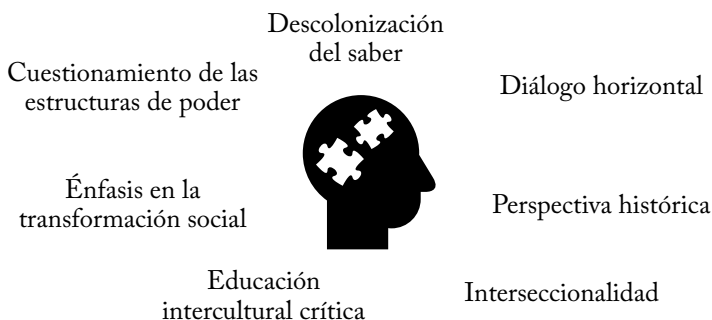 Descolonización
del saber
Cuestionamiento de las
estructuras de poder
Diálogo horizontal
Énfasis en la
transformación social
Perspectiva histórica
Educación
intercultural crítica
Interseccionalidad